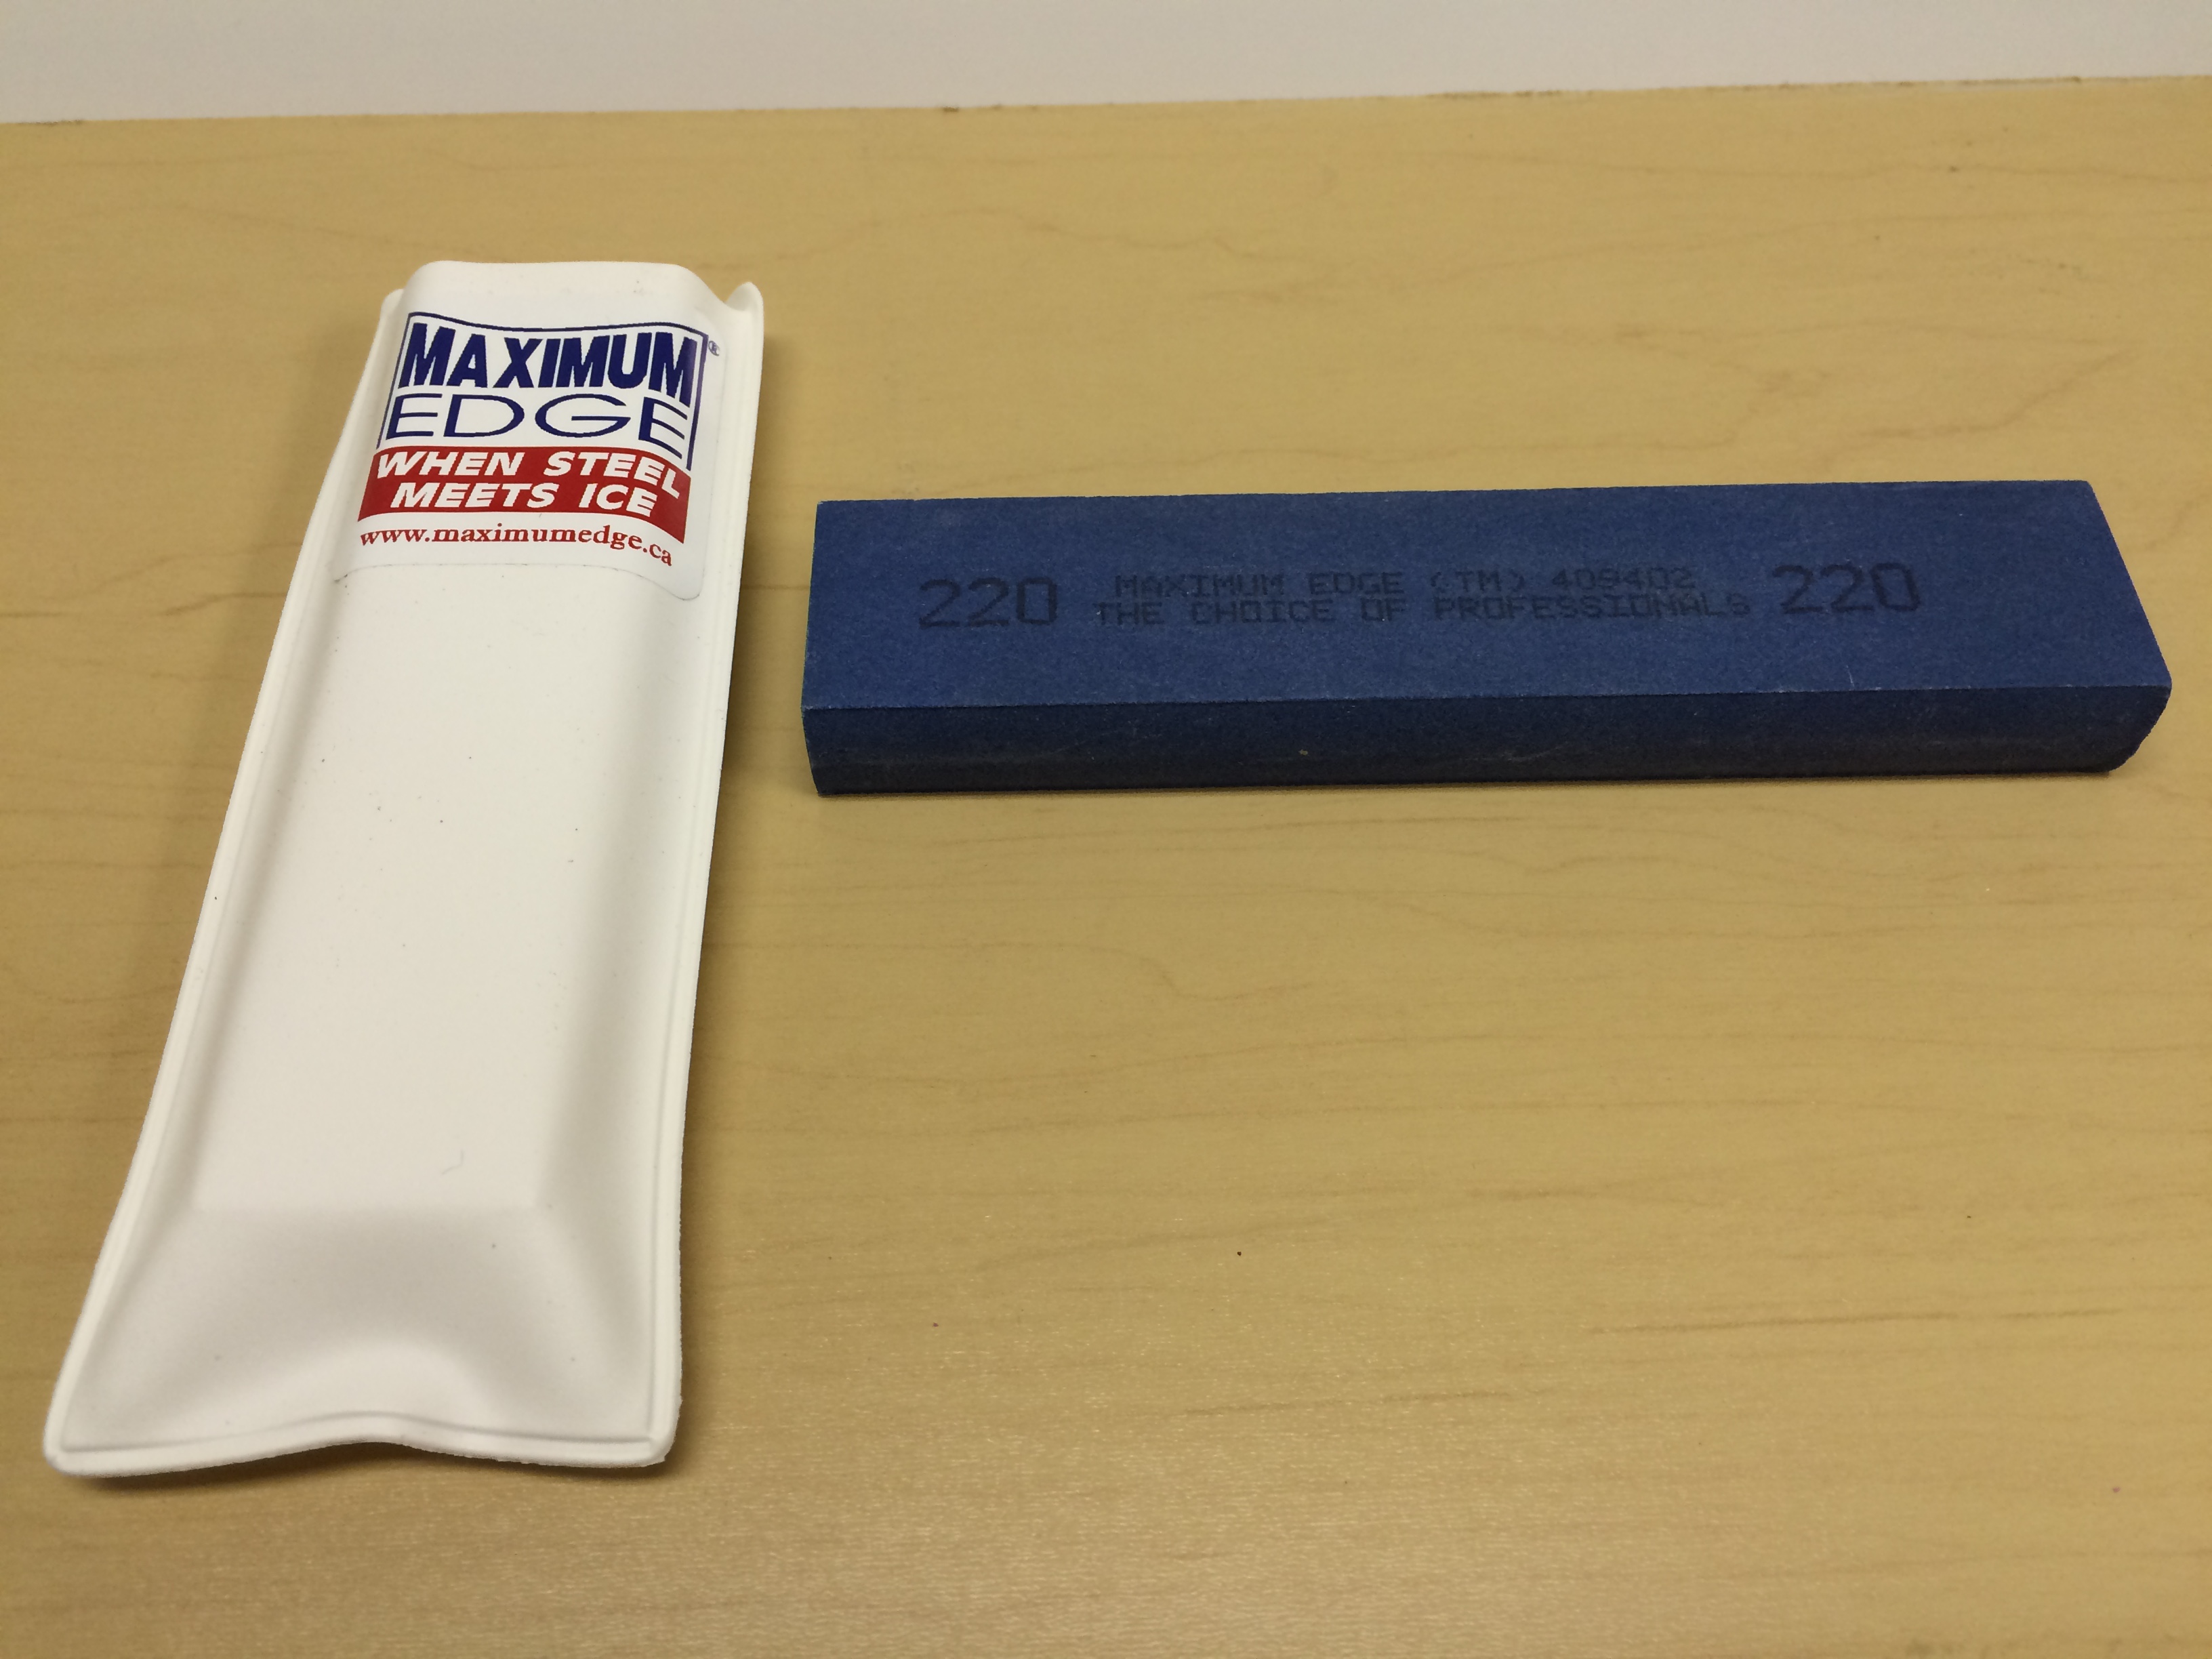 MAXIMUM®
EDGE
WHEN STEEL
MEETS ICE
www.maximumedge.ca
220 MAXIMUM EDGE (TM) 409402 220
THE CHOICE OF PROFESSIONALS